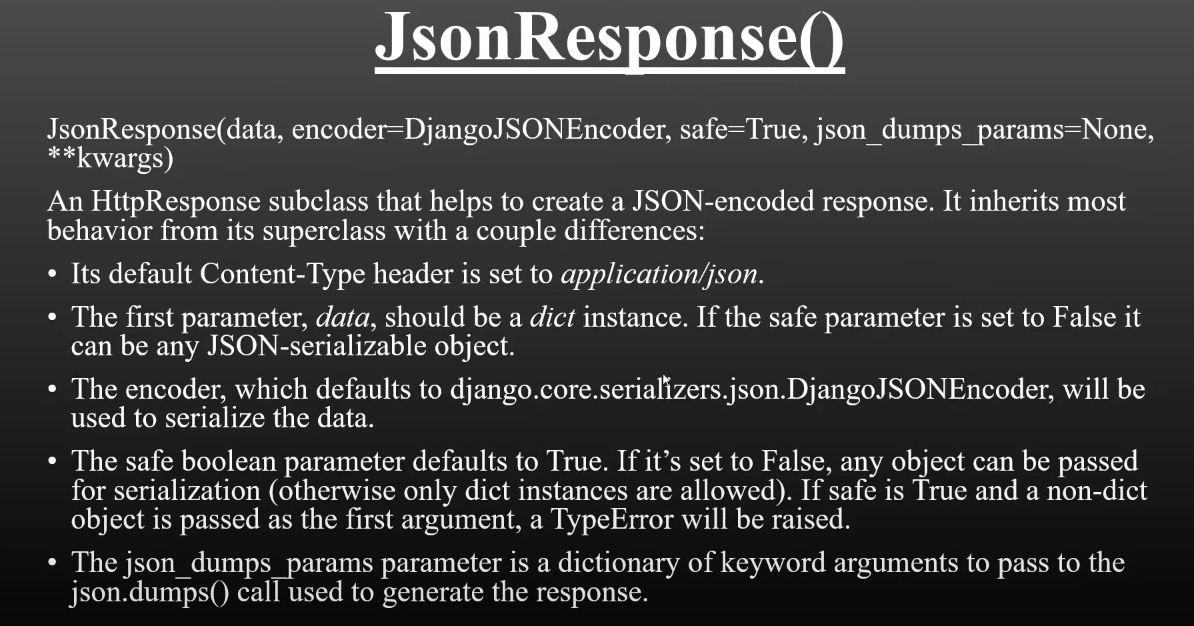 JsonResponse()
JsonResponse(data, encoder=DjangoJSONEncoder, safe=True, json_dumps_params=None,
**kwargs)
An HttpResponse subclass that helps to create a JSON-encoded response. It inherits most
behavior from its superclass with a couple differences:
• Its default Content-Type header is set to application/json.
• The first parameter, data, should be a dict instance. If the safe parameter is set to False it
can be any JSON-serializable object.
• The encoder, which defaults to django.core.serializers.json.DjangoJSONEncoder, will be
used to serialize the data.
• The safe boolean parameter defaults to True. If it’s set to False, any object can be passed
for serialization (otherwise only dict instances are allowed). If safe is True and a non-dict
object is passed as the first argument, a TypeError will be raised.
• The json_dumps_params parameter is a dictionary of keyword arguments to pass to the
json.dumps() call used to generate the response.